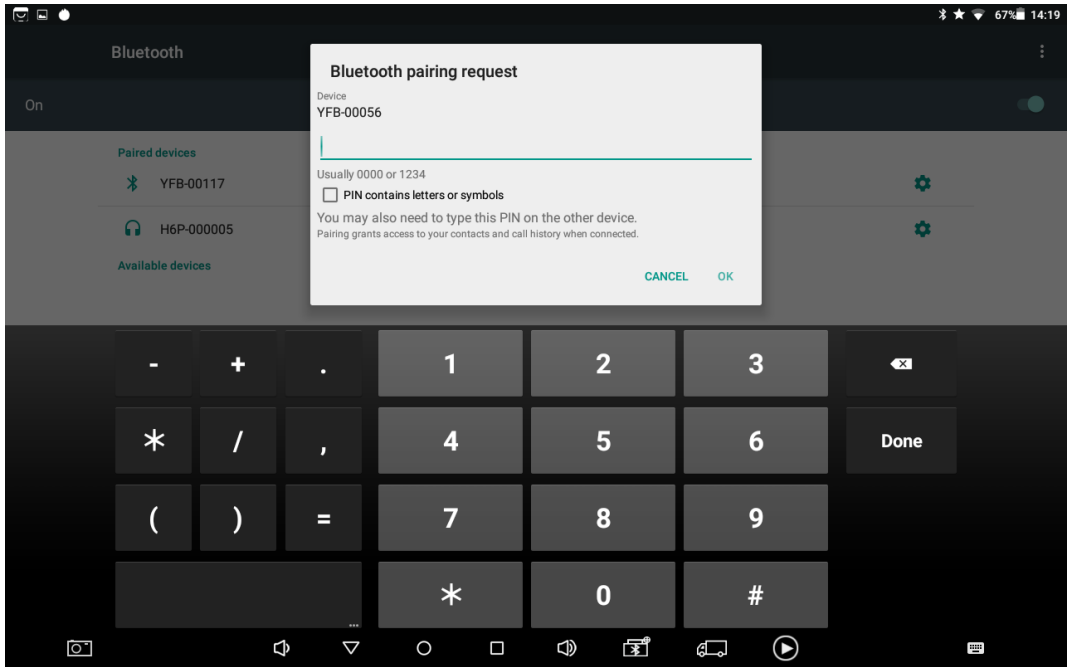 67% 14:19
Bluetooth
On
Bluetooth pairing request
Device
YFB-00056
Usually 0000 or 1234
PIN contains letters or symbols
You may also need to type this PIN on the other device.
Pairing grants access to your contacts and call history when connected.
CANCEL OK
Paired devices
YFB-00117
H6P-000005
Available devices
- + . 1 2 3
* / , 4 5 6 Done
( ) = 7 8 9
... * 0 #